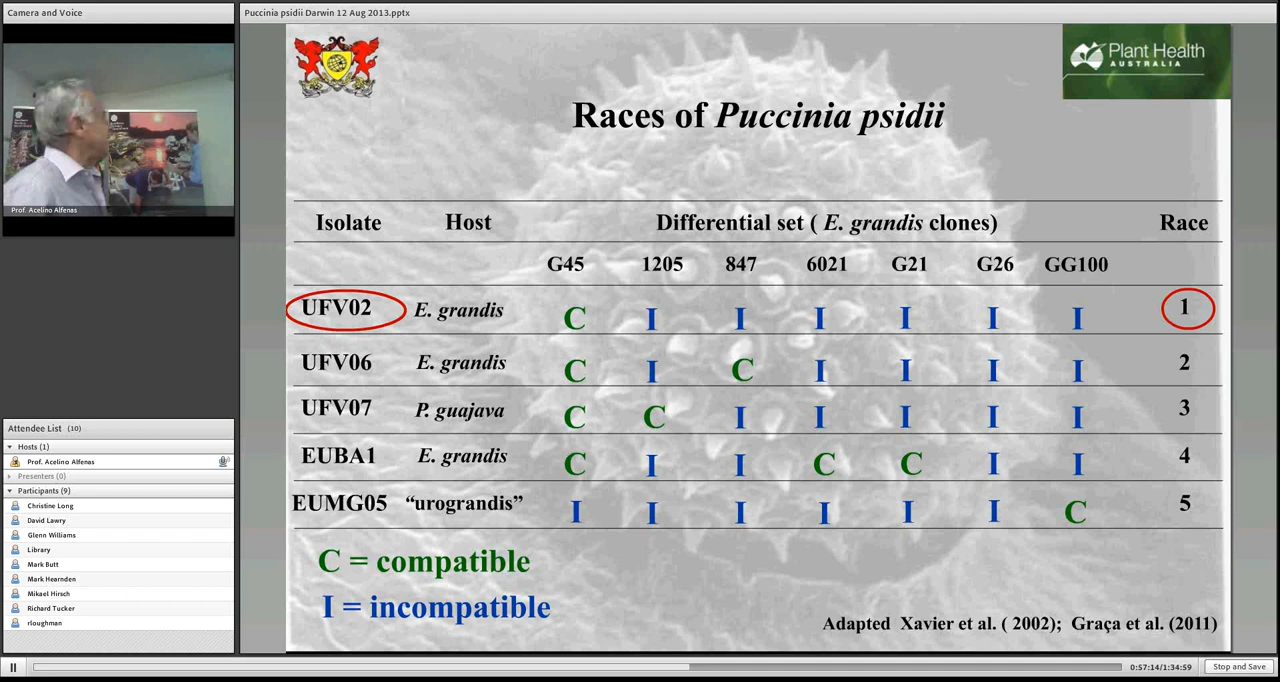 Camera and Voice
Prof. Acelino Alfenas
Attendee List (10)
Hosts (1)
Prof. Acelino Alfenas
Presenters (0)
Participants (9)
Christine Long
David Lawry
Glenn Williams
Library
Mark Butt
Mark Hearnden
Mikael Hirsch
Richard Tucker
rloughman
Puccinia psidii Darwin 12 Aug 2013.pptx
Plant Health
AUSTRALIA
Races of Puccinia psidii
Isolate Host Differential set ( E. grandis clones) Race
G45 1205 847 6021 G21 G26 GG100
UFV02 E. grandis C I I I I I I 1
UFV06 E. grandis C I C I I I I 2
UFV07 P. guajava C C I I I I I 3
EUBA1 E. grandis C I I C C I I 4
EUMG05 “urograndis” I I I I I I C 5
C = compatible
I = incompatible
Adapted Xavier et al. ( 2002); Graça et al. (2011)
0:57:14/1:34:59
Stop and Save